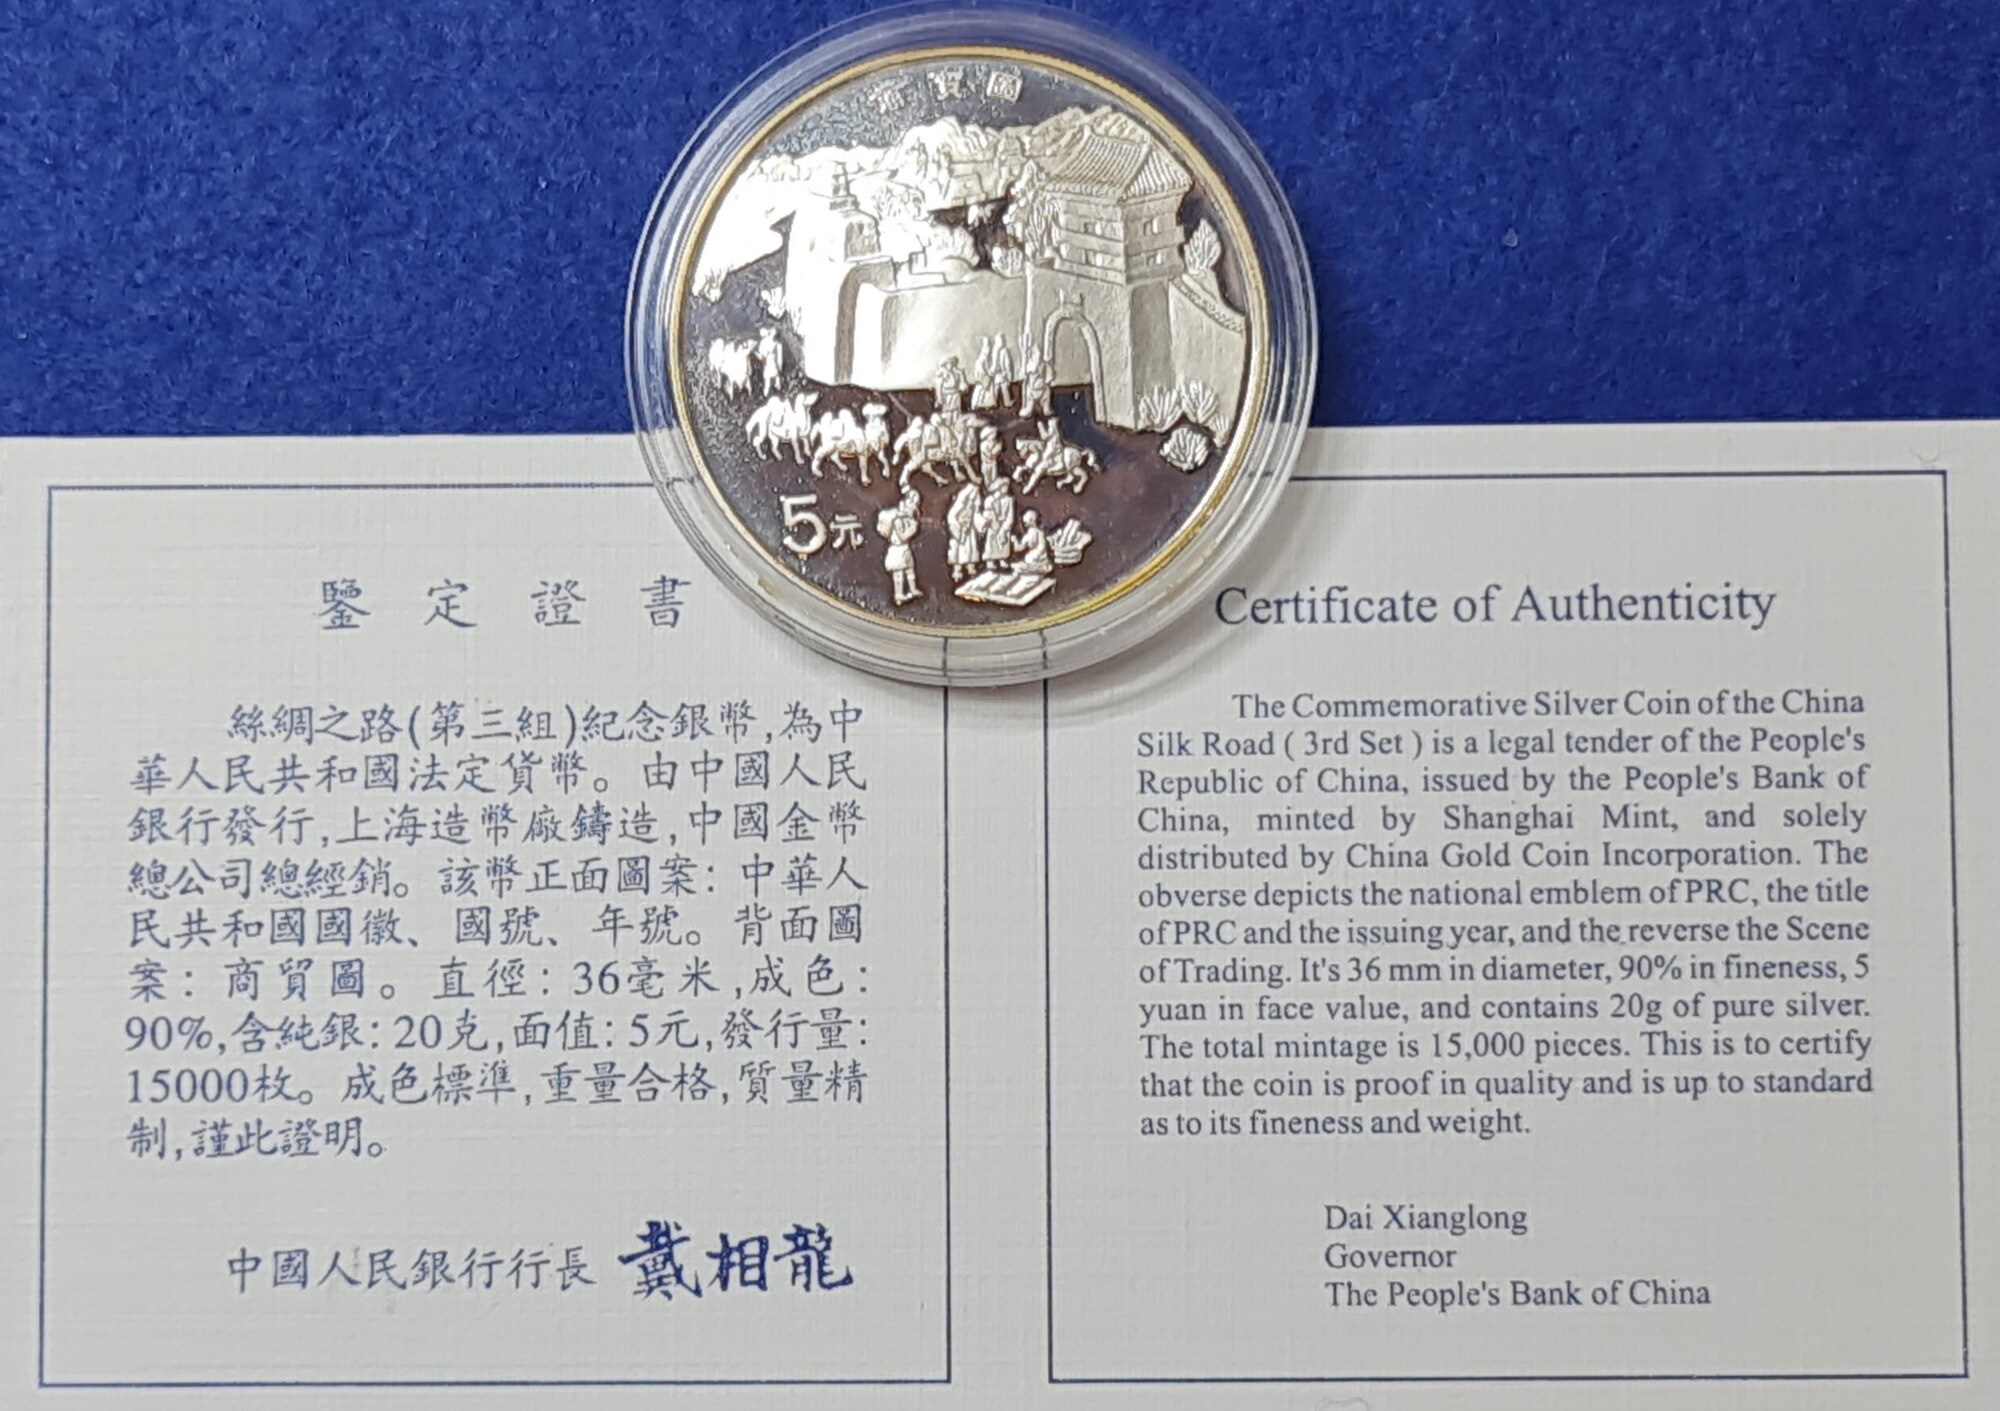 貿圖
5元
鑒定證書
絲綢之路(第三組)紀念銀幣,為中
華人民共和國法定貨幣。由中國人民
銀行發行,上海造幣廠鑄造,中國金幣
總公司總經銷。該幣正面圖案:中華人
民共和國國徽、國號、年號。背面圖
案:商貿圖。直徑:36毫米,成色:
90%,含純銀:20克,面值:5元,發行量:
15000枚。成色標準,重量合格,質量精
制,謹此證明。
中國人民銀行行長 戴相龍
Certificate of Authenticity
The Commemorative Silver Coin of the China
Silk Road ( 3rd Set ) is a legal tender of the People's
Republic of China, issued by the People's Bank of
China, minted by Shanghai Mint, and solely
distributed by China Gold Coin Incorporation. The
obverse depicts the national emblem of PRC, the title
of PRC and the issuing year, and the reverse the Scene
of Trading. It's 36 mm in diameter, 90% in fineness, 5
yuan in face value, and contains 20g of pure silver.
The total mintage is 15,000 pieces. This is to certify
that the coin is proof in quality and is up to standard
as to its fineness and weight.
Dai Xianglong
Governor
The People's Bank of China